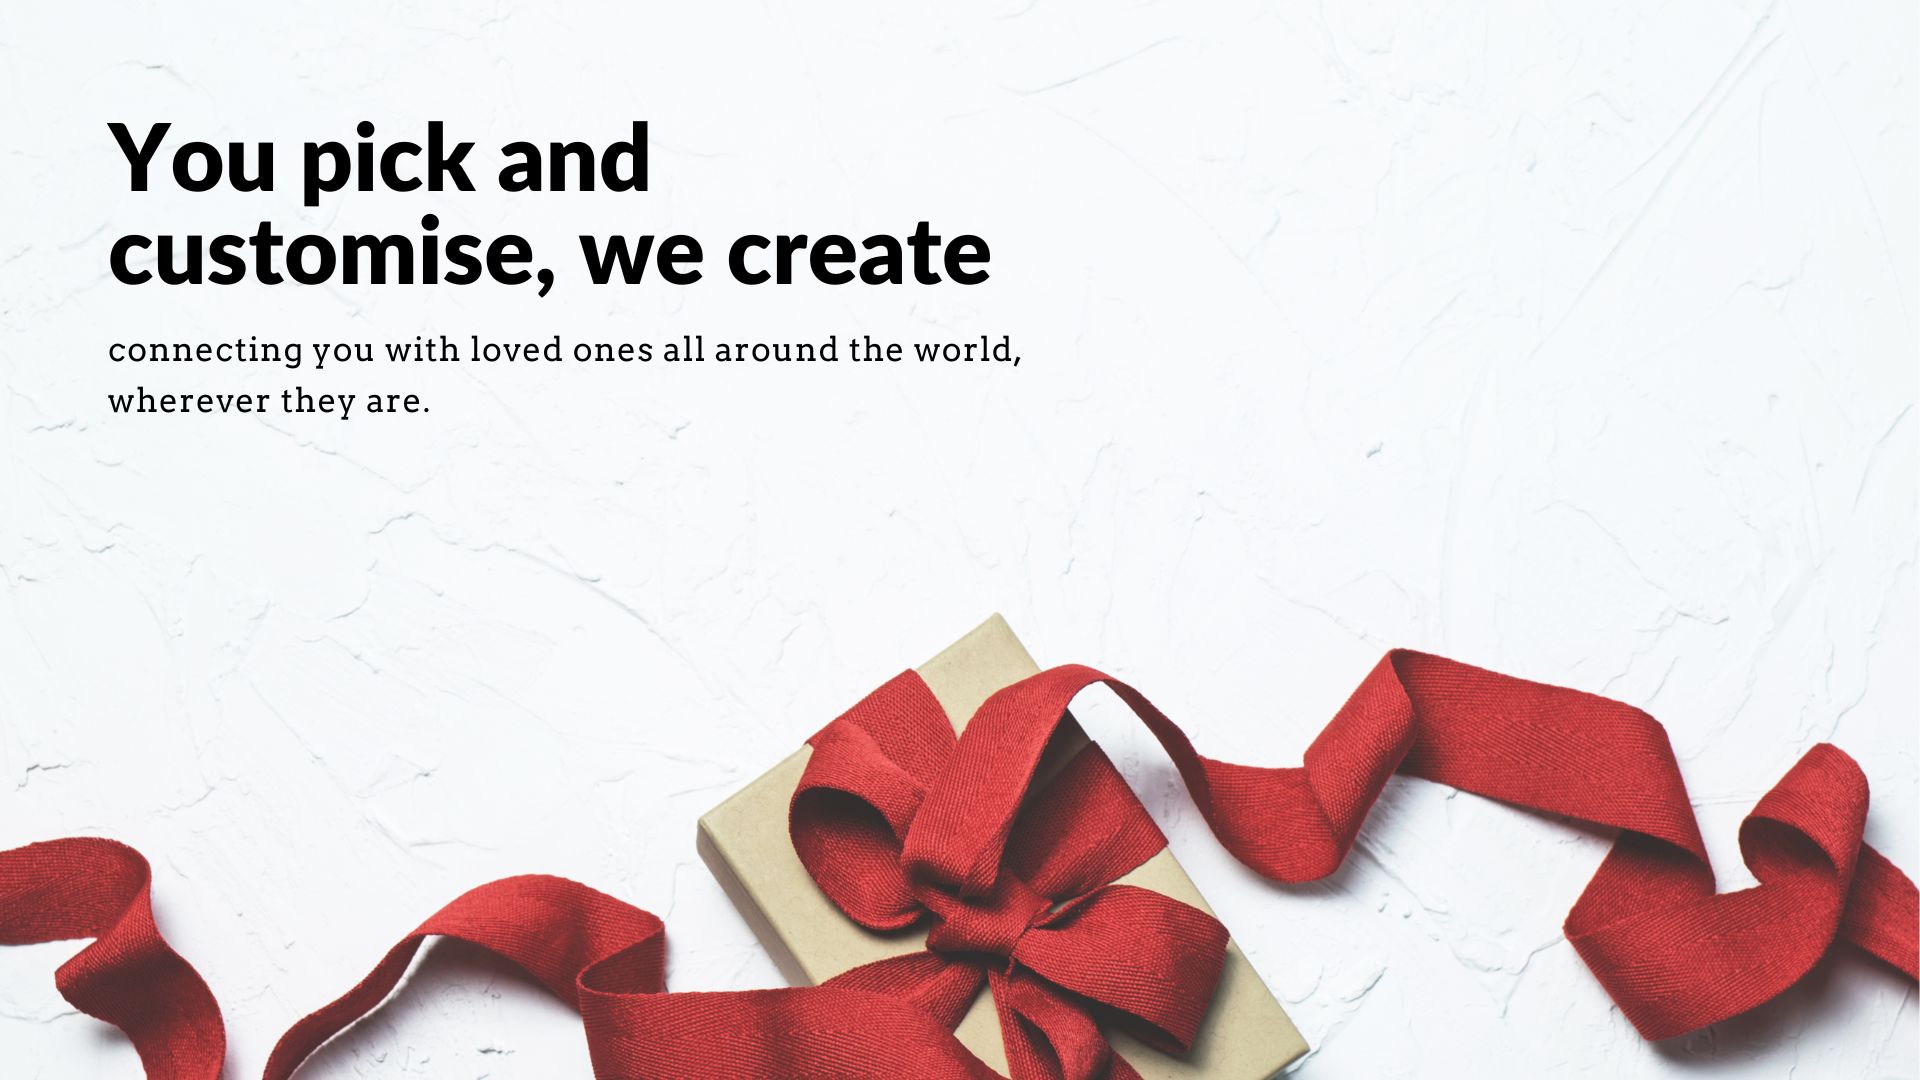 You pick and
customise, we create
connecting you with loved ones all around the world,
wherever they are.